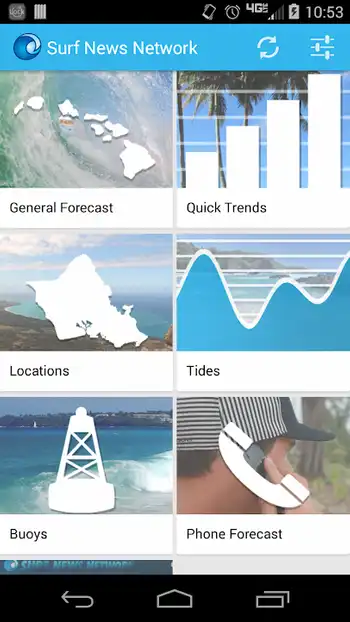 10:53
4G
Surf News Network
General Forecast
Quick Trends
Locations
Tides
Buoys
Phone Forecast
SURF NEWS NETWORK